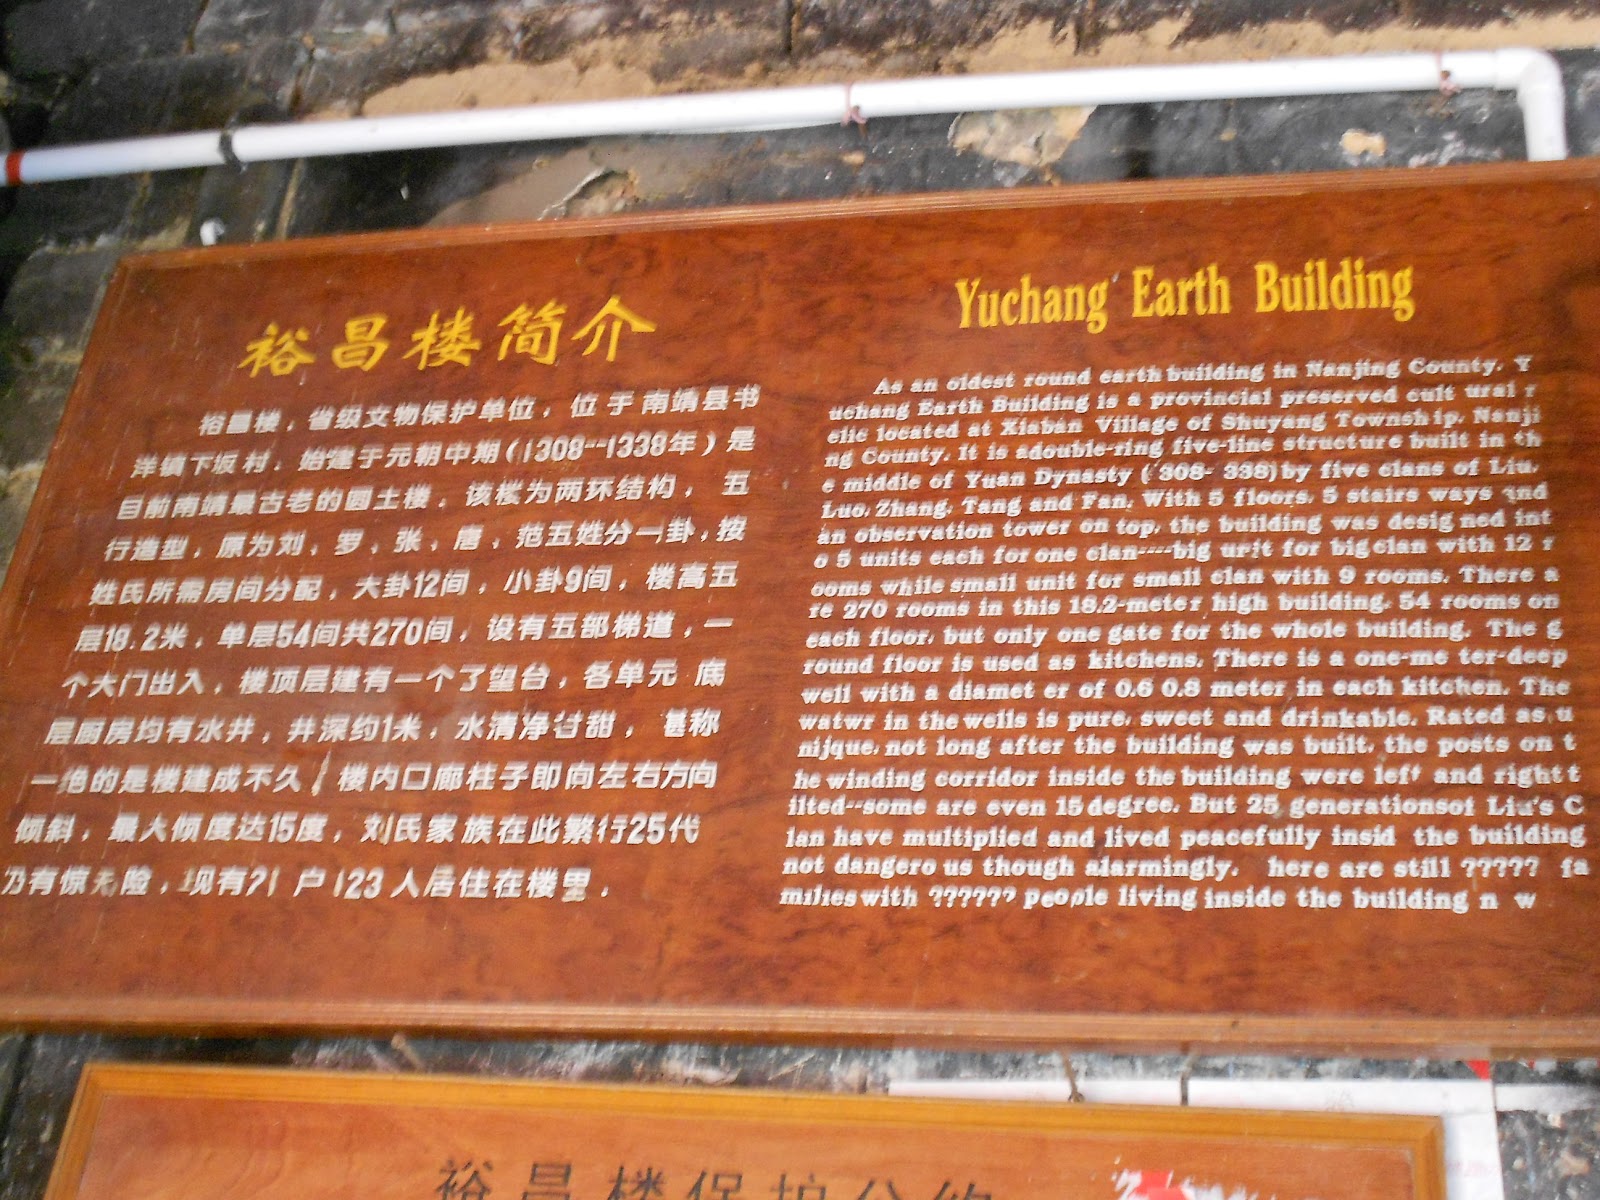 裕昌楼简介
裕昌楼，省级文物保护单位，位于南靖县书
洋镇下坂村，始建于元朝中期（1308---1338年）是
目前南靖最古老的圆土楼，该楼为两环结构，五
行造型，原为刘、罗、张、唐、范五姓分一卦，按
姓氏所需房间分配，大卦12间，小卦9间，楼高五
层18.2米，单层54间共270间，设有五部梯道，一
个大门出入，楼顶层建有一个了望台，各单元 底
层厨房均有水井，井深约1米，水清净甘甜， 甚称
一绝的是楼建成不久，楼内回廊柱子即向左右方向
倾斜，最大倾度达15度，刘氏家族在此繁衍25代
乃有惊无险，现有21户123人居住在楼里．
Yuchang Earth Building
As an oldest round earth building in Nanjing County. Y
uchang Earth Building is a provincial preserved cult ural r
elic located at Xiaban Village of Shuyang Township. Nanji
ng County. It is adouble-ring five-line structure built in th
e middle of Yuan Dynasty ( 308- 338) by five clans of Liu.
Luo. Zhang. Tang and Fan. With 5 floors. 5 stairs ways and
an observation tower on top. the building was desig ned int
o 5 units each for one clan----big unit for big clan with 12 r
ooms while small unit for small clan with 9 rooms. There a
re 270 rooms in this 18.2-meter high building. 54 rooms on
each floor. but only one gate for the whole building. The g
round floor is used as kitchens. There is a one-me ter-deep
well with a diamet er of 0.6 0.8 meter in each kitchen. The
watwr in the wells is pure. sweet and drinkable. Rated as u
nijque. not long after the building was built. the posts on t
he winding corridor inside the building were left and right t
ilted--some are even 15 degree. But 25 generationsof Liu's C
lan have multiplied and lived peacefully insid the building
not dangero us though alarmingly. here are still ????? fa
milies with ?????? people living inside the building n w
裕昌楼保护公约